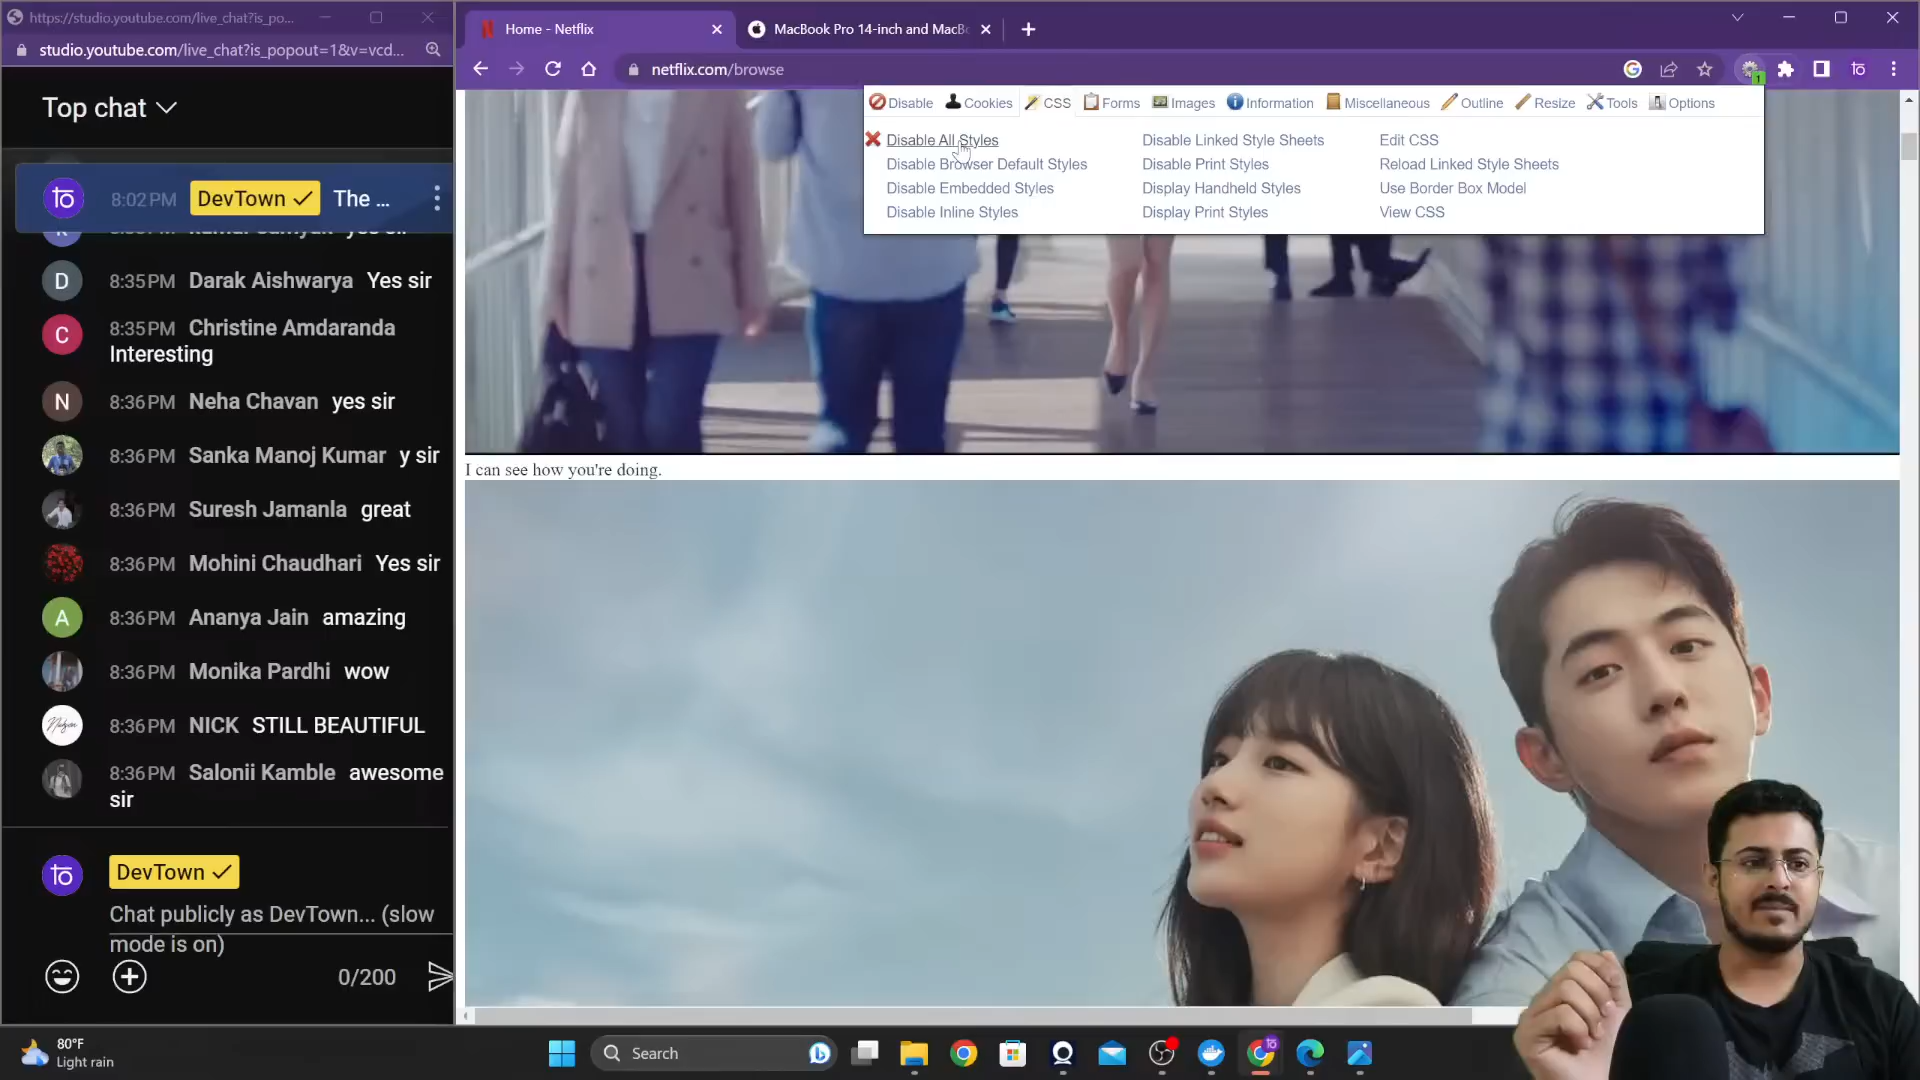 https://studio.youtube.com/live_chat?is_po...
studio.youtube.com/live_chat?is_popout=1&v=vcd...
Top chat
to 8:02 PM DevTown The ...
D 8:35 PM Darak Aishwarya Yes sir
C 8:35 PM Christine Amdaranda
Interesting
N 8:36 PM Neha Chavan yes sir
8:36 PM Sanka Manoj Kumar y sir
8:36 PM Suresh Jamanla great
8:36 PM Mohini Chaudhari Yes sir
A 8:36 PM Ananya Jain amazing
8:36 PM Monika Pardhi wow
8:36 PM NICK STILL BEAUTIFUL
8:36 PM Salonii Kamble awesome
sir
to DevTown
Chat publicly as DevTown... (slow
mode is on)
0/200
Home - Netflix
MacBook Pro 14-inch and MacB
netflix.com/browse
Disable Cookies CSS Forms Images Information Miscellaneous Outline Resize Tools Options
Disable All Styles Disable Linked Style Sheets Edit CSS
Disable Browser Default Styles Disable Print Styles Reload Linked Style Sheets
Disable Embedded Styles Display Handheld Styles Use Border Box Model
Disable Inline Styles Display Print Styles View CSS
I can see how you're doing.
80°F
Light rain
Search